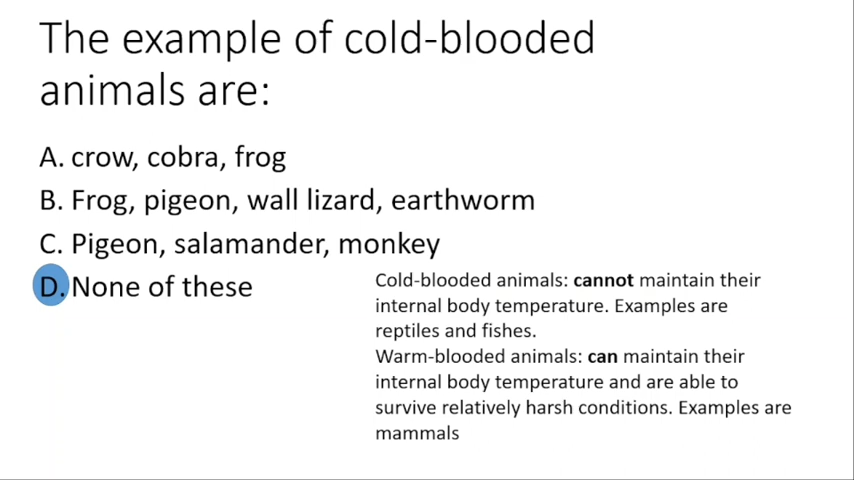 The example of cold-blooded
animals are:
A. crow, cobra, frog
B. Frog, pigeon, wall lizard, earthworm
C. Pigeon, salamander, monkey
D. None of these
Cold-blooded animals: cannot maintain their
internal body temperature. Examples are
reptiles and fishes.
Warm-blooded animals: can maintain their
internal body temperature and are able to
survive relatively harsh conditions. Examples are
mammals